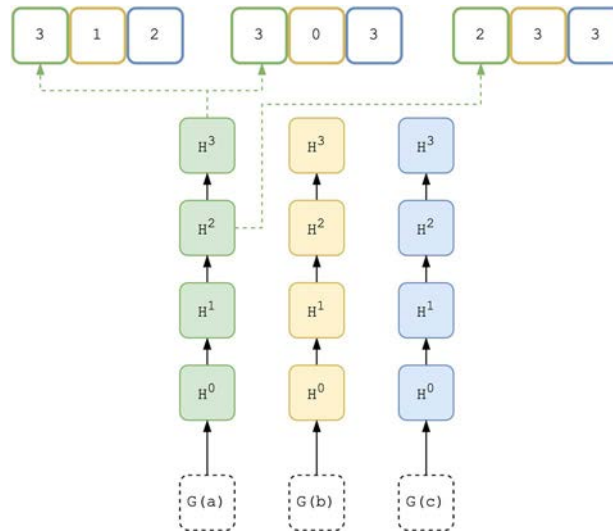 3 1 2 3 0 3 2 3 3
H³ H³ H³
H² H² H²
H¹ H¹ H¹
H⁰ H⁰ H⁰
G(a) G(b) G(c)